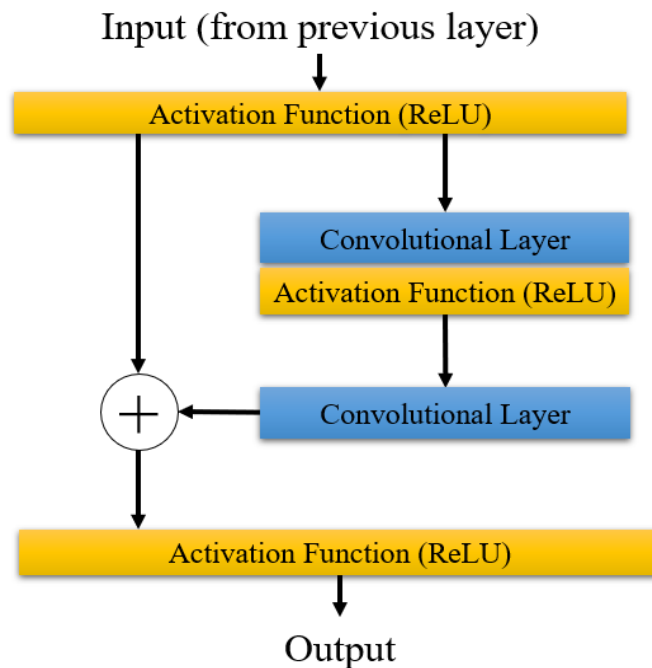 Input (from previous layer)
Activation Function (ReLU)
Convolutional Layer
Activation Function (ReLU)
Convolutional Layer
Activation Function (ReLU)
Output